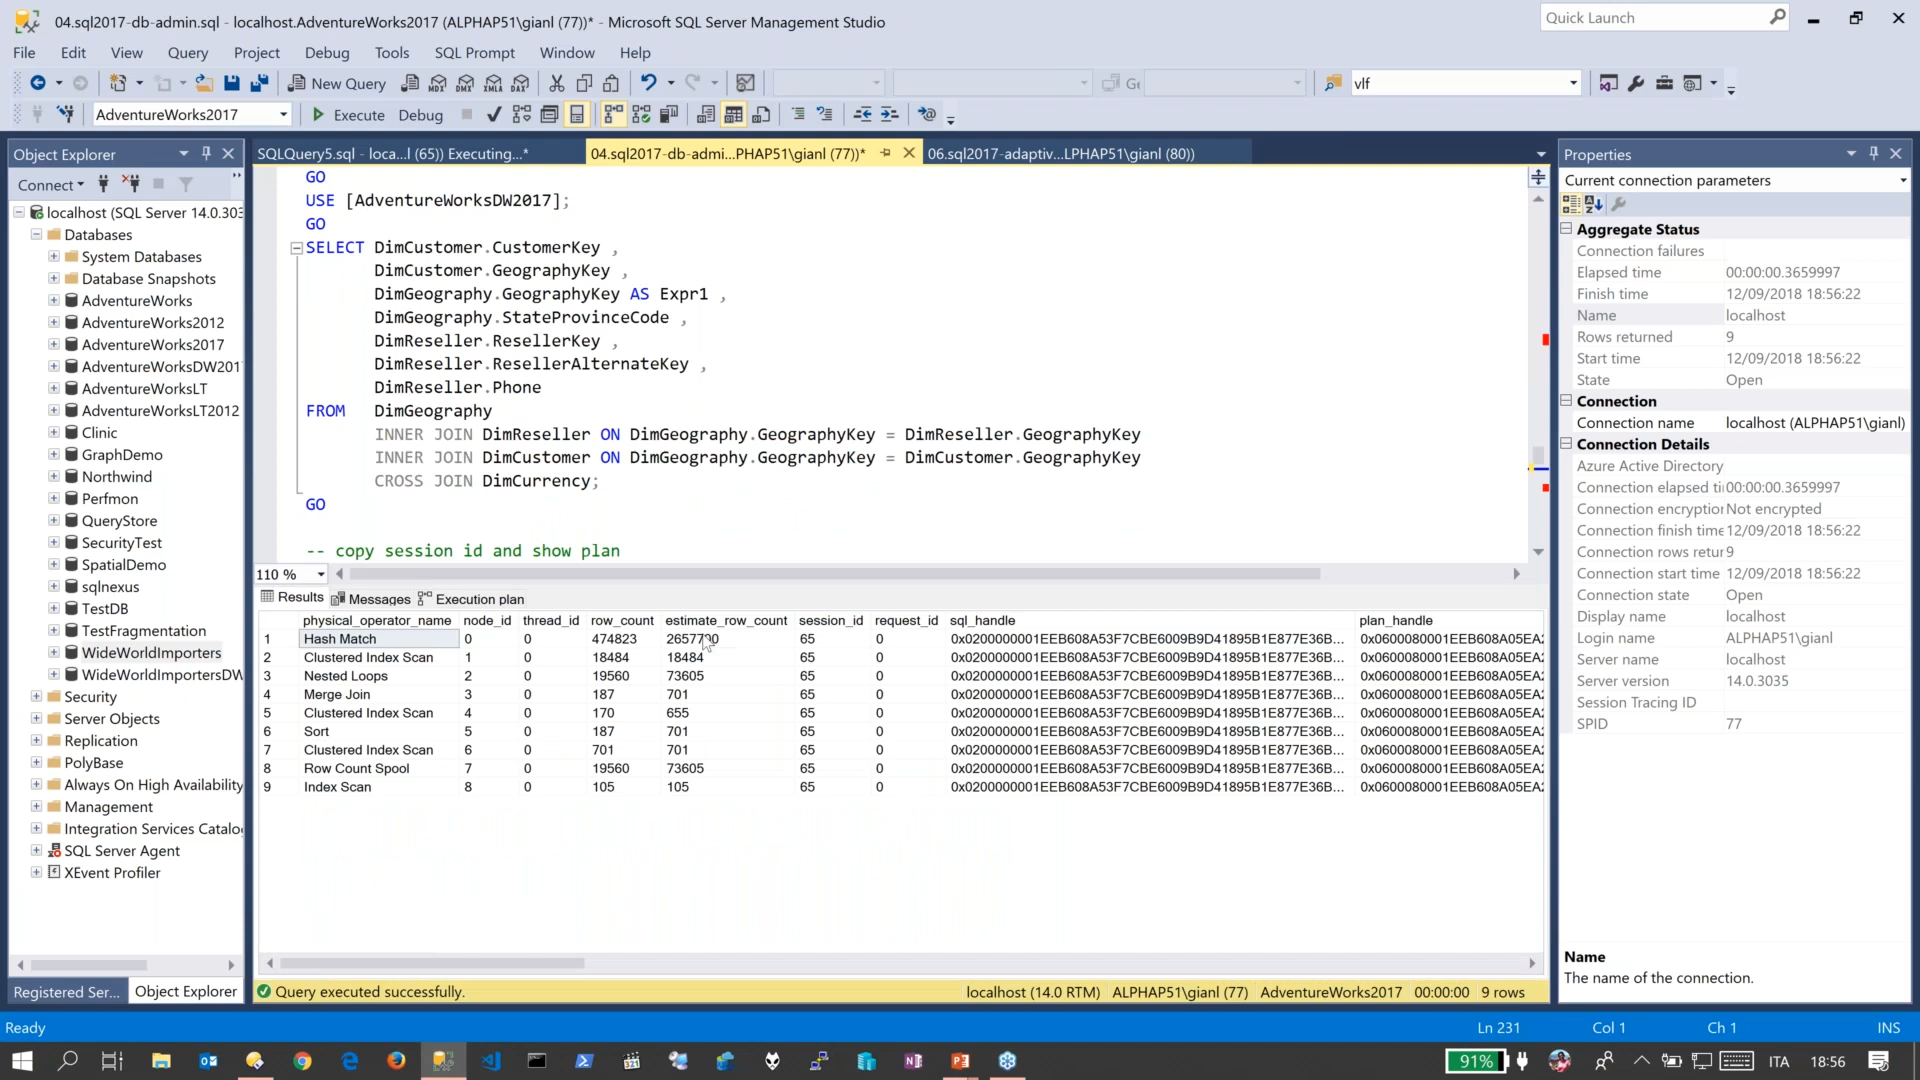 04.sql2017-db-admin.sql - localhost.AdventureWorks2017 (ALPHAP51\gianl (77))* - Microsoft SQL Server Management Studio
Quick Launch
File Edit View Query Project Debug Tools SQL Prompt Window Help
New Query
vlf
AdventureWorks2017
Execute Debug
Object Explorer
SQLQuery5.sql - loca...l (65)) Executing...*
04.sql2017-db-admi...PHAP51\gianl (77))*
06.sql2017-adaptiv...LPHAP51\gianl (80))
Connect
localhost (SQL Server 14.0.303
Databases
System Databases
Database Snapshots
AdventureWorks
AdventureWorks2012
AdventureWorks2017
AdventureWorksDW201
AdventureWorksLT
AdventureWorksLT2012
Clinic
GraphDemo
Northwind
Perfmon
QueryStore
SecurityTest
SpatialDemo
sqlnexus
TestDB
TestFragmentation
WideWorldImporters
WideWorldImportersDW
Security
Server Objects
Replication
PolyBase
Always On High Availability
Management
Integration Services Catalo
SQL Server Agent
XEvent Profiler
Registered Ser... Object Explorer
GO
USE [AdventureWorksDW2017];
GO
SELECT DimCustomer.CustomerKey ,
DimCustomer.GeographyKey ,
DimGeography.GeographyKey AS Expr1 ,
DimGeography.StateProvinceCode ,
DimReseller.ResellerKey ,
DimReseller.ResellerAlternateKey ,
DimReseller.Phone
FROM DimGeography
INNER JOIN DimReseller ON DimGeography.GeographyKey = DimReseller.GeographyKey
INNER JOIN DimCustomer ON DimGeography.GeographyKey = DimCustomer.GeographyKey
CROSS JOIN DimCurrency;
GO
-- copy session id and show plan
110 %
Results Messages Execution plan
physical_operator_name node_id thread_id row_count estimate_row_count session_id request_id sql_handle plan_handle
1 Hash Match 0 0 474823 2657700 65 0 0x0200000001EEB608A53F7CBE6009B9D41895B1E877E36B... 0x0600080001EEB608A05EA2
2 Clustered Index Scan 1 0 18484 18484 65 0 0x0200000001EEB608A53F7CBE6009B9D41895B1E877E36B... 0x0600080001EEB608A05EA2
3 Nested Loops 2 0 19560 73605 65 0 0x0200000001EEB608A53F7CBE6009B9D41895B1E877E36B... 0x0600080001EEB608A05EA2
4 Merge Join 3 0 187 701 65 0 0x0200000001EEB608A53F7CBE6009B9D41895B1E877E36B... 0x0600080001EEB608A05EA2
5 Clustered Index Scan 4 0 170 655 65 0 0x0200000001EEB608A53F7CBE6009B9D41895B1E877E36B... 0x0600080001EEB608A05EA2
6 Sort 5 0 187 701 65 0 0x0200000001EEB608A53F7CBE6009B9D41895B1E877E36B... 0x0600080001EEB608A05EA2
7 Clustered Index Scan 6 0 701 701 65 0 0x0200000001EEB608A53F7CBE6009B9D41895B1E877E36B... 0x0600080001EEB608A05EA2
8 Row Count Spool 7 0 19560 73605 65 0 0x0200000001EEB608A53F7CBE6009B9D41895B1E877E36B... 0x0600080001EEB608A05EA2
9 Index Scan 8 0 105 105 65 0 0x0200000001EEB608A53F7CBE6009B9D41895B1E877E36B... 0x0600080001EEB608A05EA2
Query executed successfully. localhost (14.0 RTM) ALPHAP51\gianl (77) AdventureWorks2017 00:00:00 9 rows
Properties
Current connection parameters
Aggregate Status
Connection failures
Elapsed time 00:00:00.3659997
Finish time 12/09/2018 18:56:22
Name localhost
Rows returned 9
Start time 12/09/2018 18:56:22
State Open
Connection
Connection name localhost (ALPHAP51\gianl)
Connection Details
Azure Active Directory
Connection elapsed ti 00:00:00.3659997
Connection encryption Not encrypted
Connection finish time 12/09/2018 18:56:22
Connection rows retur 9
Connection start time 12/09/2018 18:56:22
Connection state Open
Display name localhost
Login name ALPHAP51\gianl
Server name localhost
Server version 14.0.3035
Session Tracing ID
SPID 77
Name
The name of the connection.
Ready Ln 231 Col 1 Ch 1 INS
91% ITA 18:56